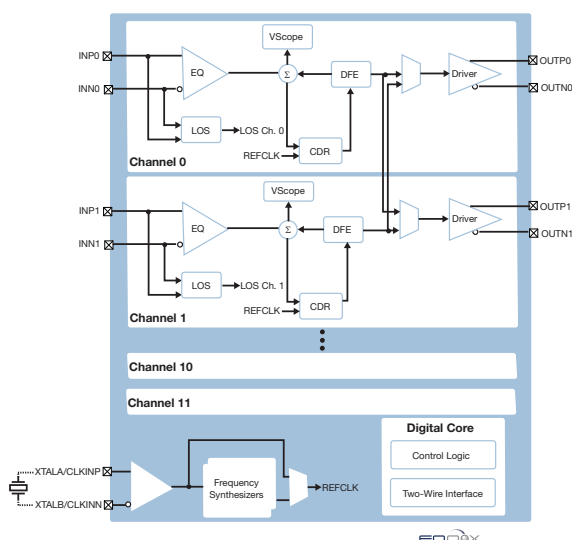 VScope
INP0
OUTP0
EQ
Σ
DFE
Driver
INN0
OUTN0
LOS
LOS Ch. 0
REFCLK
CDR
Channel 0
VScope
INP1
OUTP1
EQ
Σ
DFE
Driver
INN1
OUTN1
LOS
LOS Ch. 1
REFCLK
CDR
Channel 1
Channel 10
Channel 11
Digital Core
Control Logic
Two-Wire Interface
XTALA/CLKINP
XTALB/CLKINN
Frequency
Synthesizers
REFCLK